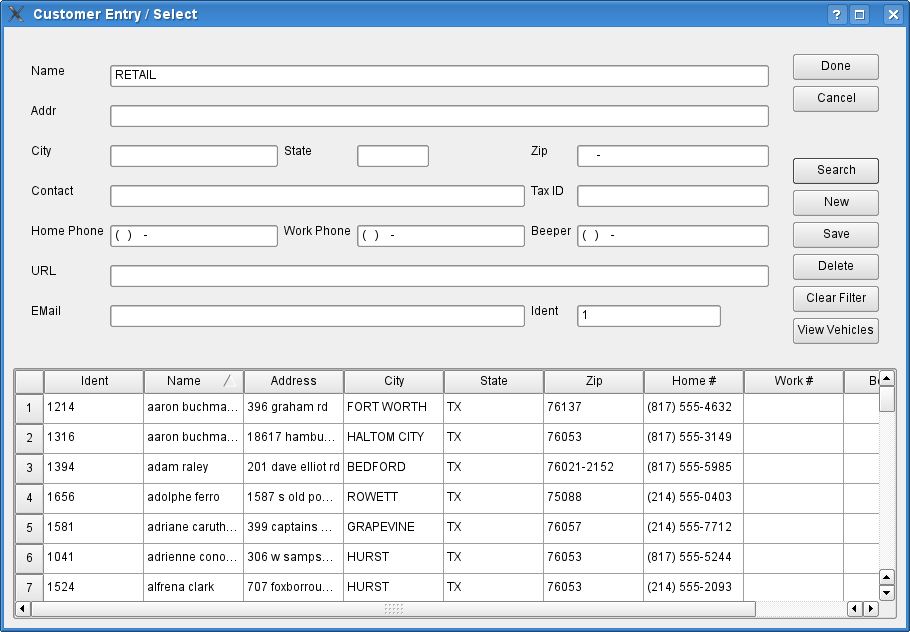 Customer Entry / Select
Name RETAIL Done
Addr Cancel
City State Zip -
Search
Contact Tax ID
New
Home Phone ( ) - Work Phone ( ) - Beeper ( ) - Save
URL Delete
Clear Filter
EMail Ident 1
View Vehicles
Ident Name Address City State Zip Home # Work #
1 1214 aaron buchma... 396 graham rd FORT WORTH TX 76137 (817) 555-4632
2 1316 aaron buchma... 18617 hambu... HALTOM CITY TX 76053 (817) 555-3149
3 1394 adam raley 201 dave elliot rd BEDFORD TX 76021-2152 (817) 555-5985
4 1656 adolphe ferro 1587 s old po... ROWETT TX 75088 (214) 555-0403
5 1581 adriane caruth... 399 captains ... GRAPEVINE TX 76057 (214) 555-7712
6 1041 adrienne cono... 306 w samps... HURST TX 76053 (817) 555-5244
7 1524 alfrena clark 707 foxborrou... HURST TX 76053 (214) 555-2093